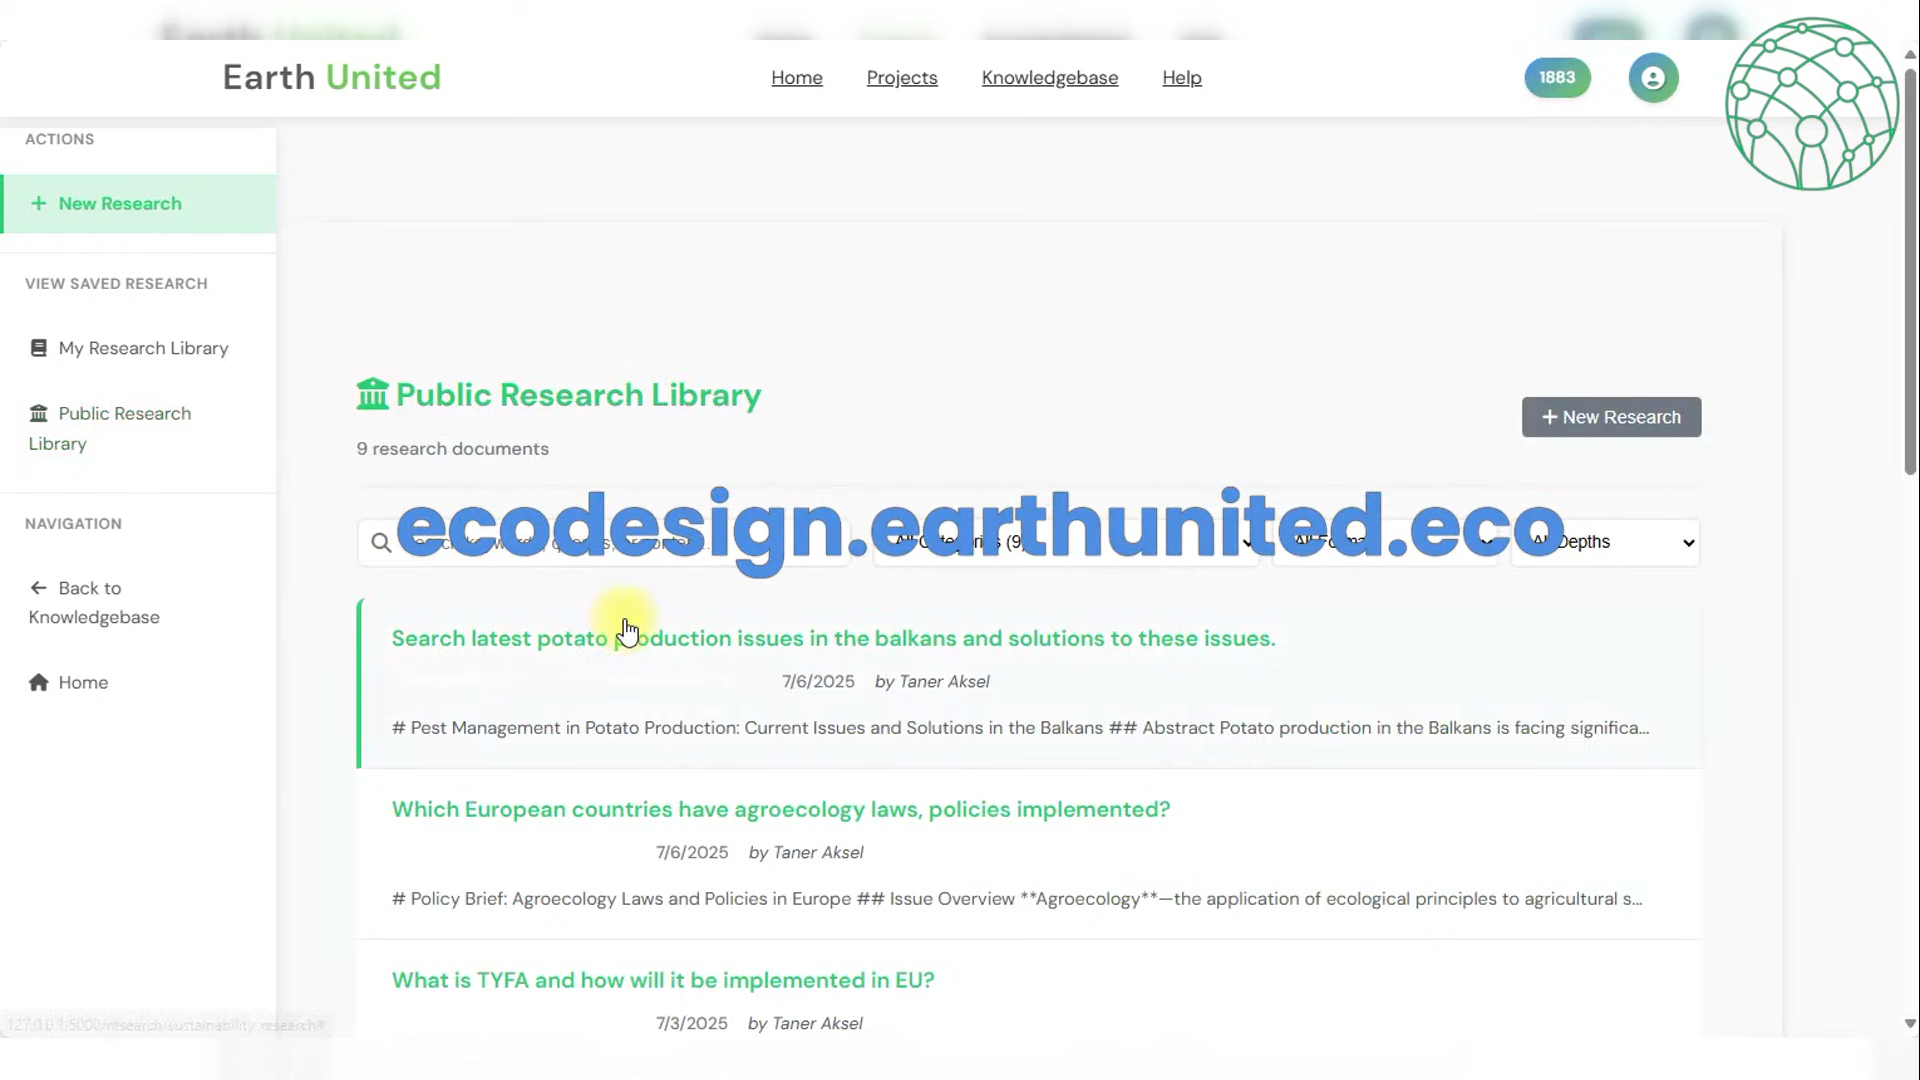 Earth United
Home Projects Knowledgebase Help
1883
ACTIONS
New Research
VIEW SAVED RESEARCH
My Research Library
Public Research
Library
NAVIGATION
Back to
Knowledgebase
Home
Public Research Library
New Research
9 research documents
ecodesign.earthunited.eco
All Categories (9)
Depths
Search latest potato production issues in the balkans and solutions to these issues.
7/6/2025 by Taner Aksel
# Pest Management in Potato Production: Current Issues and Solutions in the Balkans ## Abstract Potato production in the Balkans is facing significa...
Which European countries have agroecology laws, policies implemented?
7/6/2025 by Taner Aksel
# Policy Brief: Agroecology Laws and Policies in Europe ## Issue Overview **Agroecology**—the application of ecological principles to agricultural s...
What is TYFA and how will it be implemented in EU?
7/3/2025 by Taner Aksel